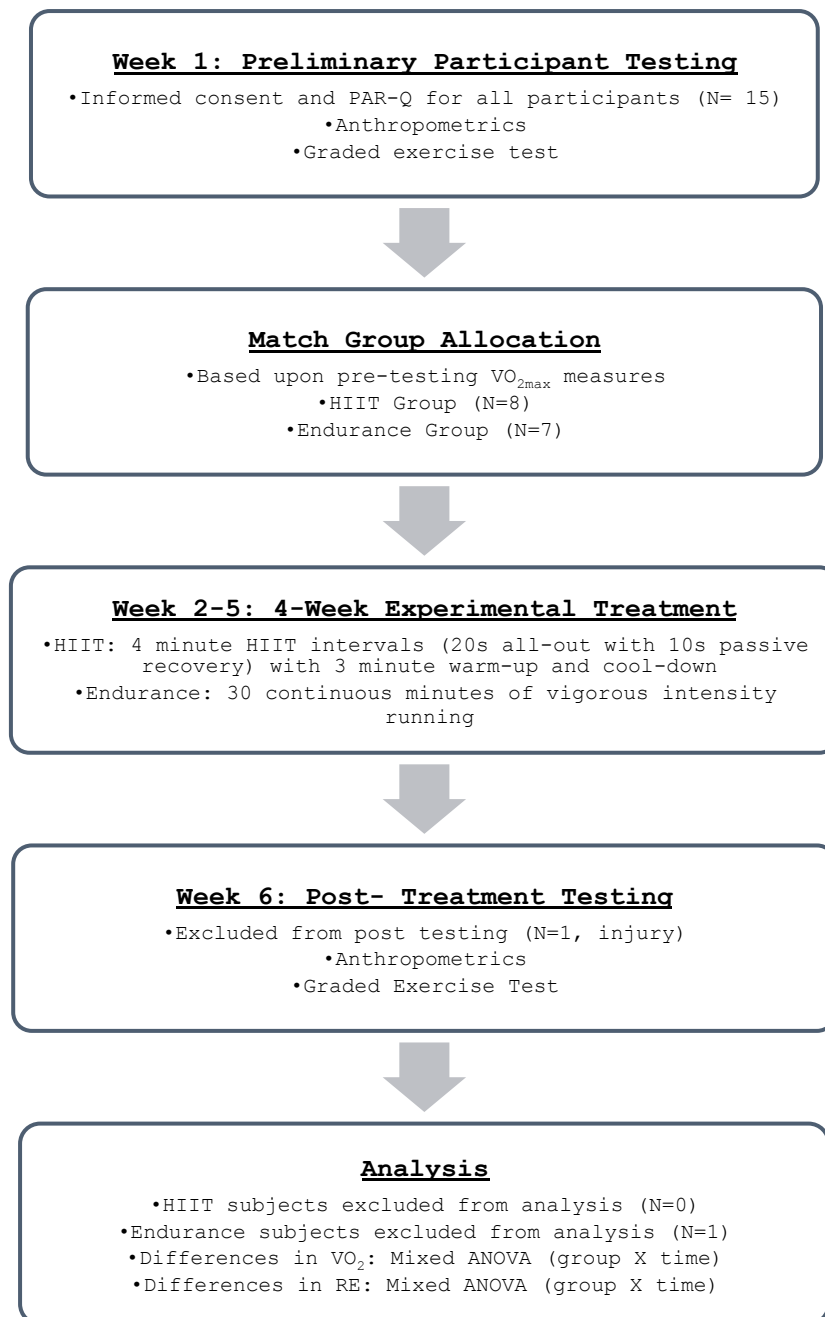 Week 1: Preliminary Participant Testing
•Informed consent and PAR-Q for all participants (N= 15)
•Anthropometrics
•Graded exercise test
Match Group Allocation
•Based upon pre-testing VO2max measures
•HIIT Group (N=8)
•Endurance Group (N=7)
Week 2-5: 4-Week Experimental Treatment
•HIIT: 4 minute HIIT intervals (20s all-out with 10s passive
recovery) with 3 minute warm-up and cool-down
•Endurance: 30 continuous minutes of vigorous intensity
running
Week 6: Post- Treatment Testing
•Excluded from post testing (N=1, injury)
•Anthropometrics
•Graded Exercise Test
Analysis
•HIIT subjects excluded from analysis (N=0)
•Endurance subjects excluded from analysis (N=1)
•Differences in VO2: Mixed ANOVA (group X time)
•Differences in RE: Mixed ANOVA (group X time)